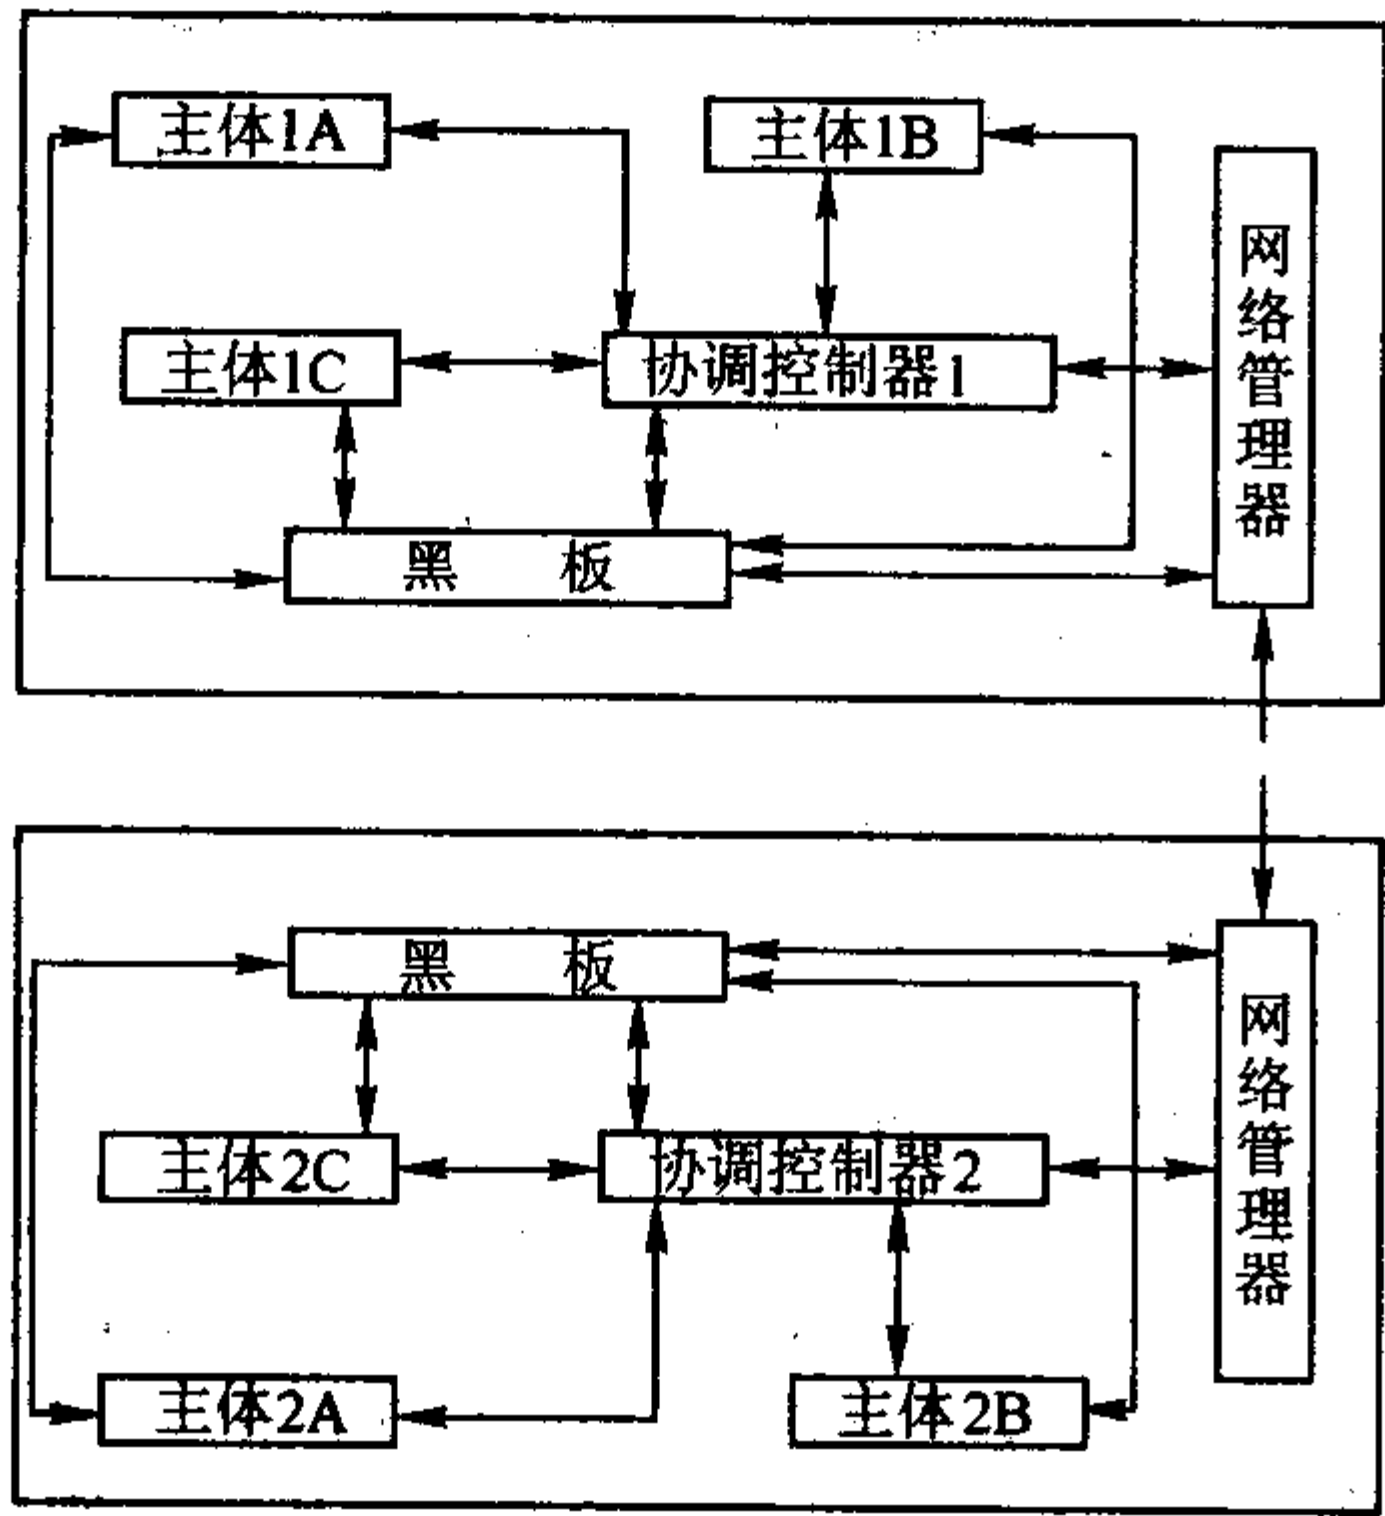 主体1A
主体1B
网络管理器
主体1C
协调控制器1
黑 板
黑 板
网络管理器
主体2C
协调控制器2
主体2A
主体2B